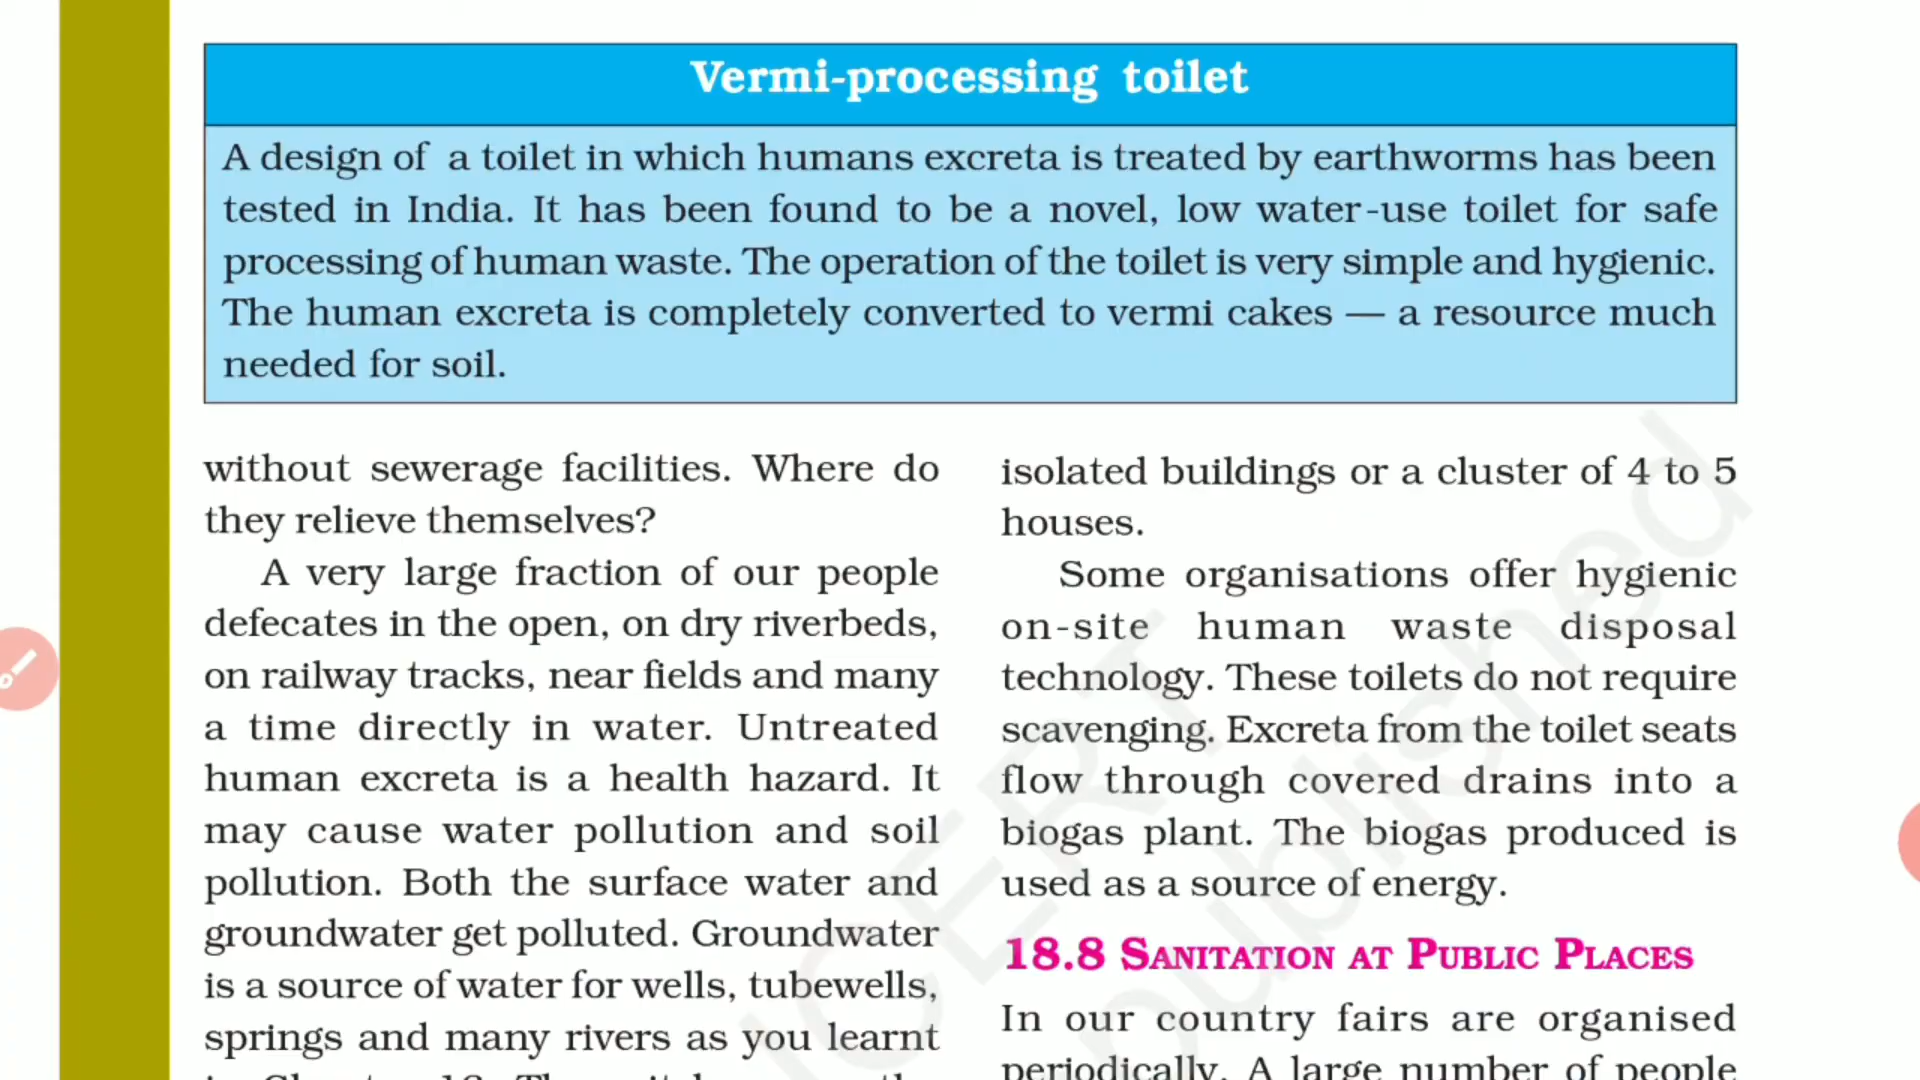 Vermi-processing toilet
A design of a toilet in which humans excreta is treated by earthworms has been
tested in India. It has been found to be a novel, low water-use toilet for safe
processing of human waste. The operation of the toilet is very simple and hygienic.
The human excreta is completely converted to vermi cakes — a resource much
needed for soil.
without sewerage facilities. Where do
they relieve themselves?
A very large fraction of our people
defecates in the open, on dry riverbeds,
on railway tracks, near fields and many
a time directly in water. Untreated
human excreta is a health hazard. It
may cause water pollution and soil
pollution. Both the surface water and
groundwater get polluted. Groundwater
is a source of water for wells, tubewells,
springs and many rivers as you learnt
isolated buildings or a cluster of 4 to 5
houses.
Some organisations offer hygienic
on-site human waste disposal
technology. These toilets do not require
scavenging. Excreta from the toilet seats
flow through covered drains into a
biogas plant. The biogas produced is
used as a source of energy.
18.8 SANITATION AT PUBLIC PLACES
In our country fairs are organised
periodically. A large number of people
published